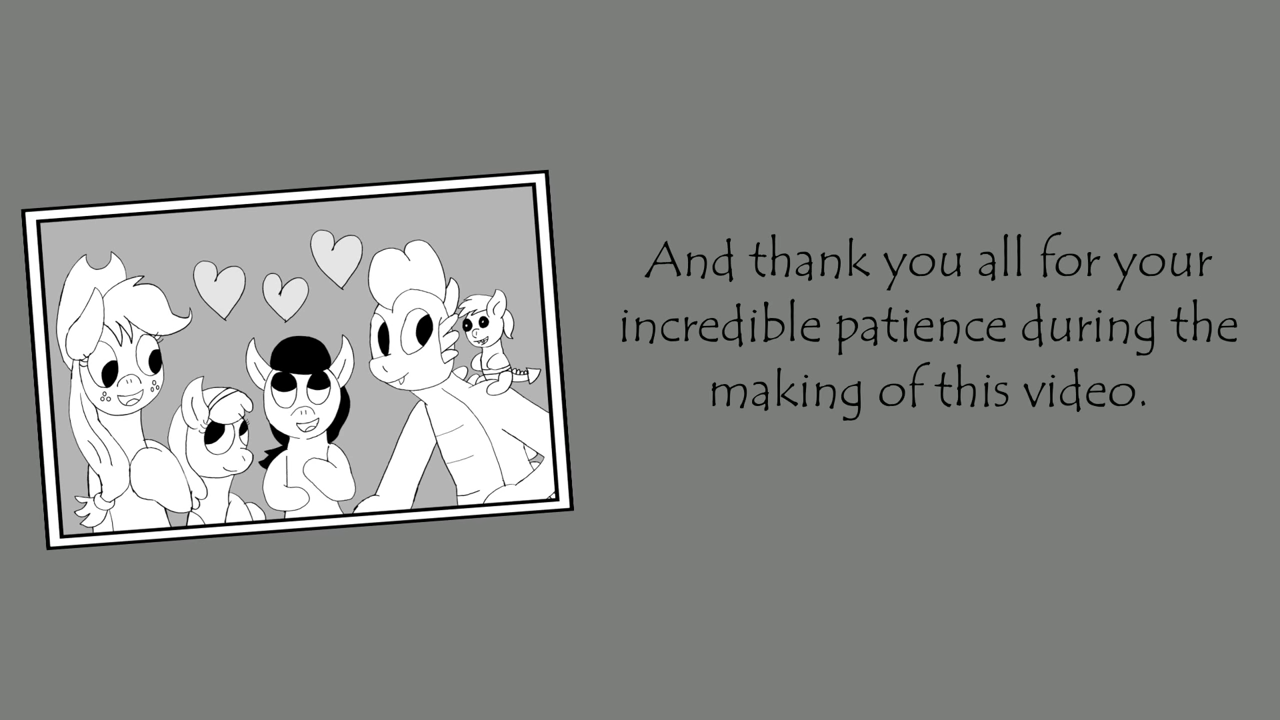 And thank you all for your
incredible patience during the
making of this video.